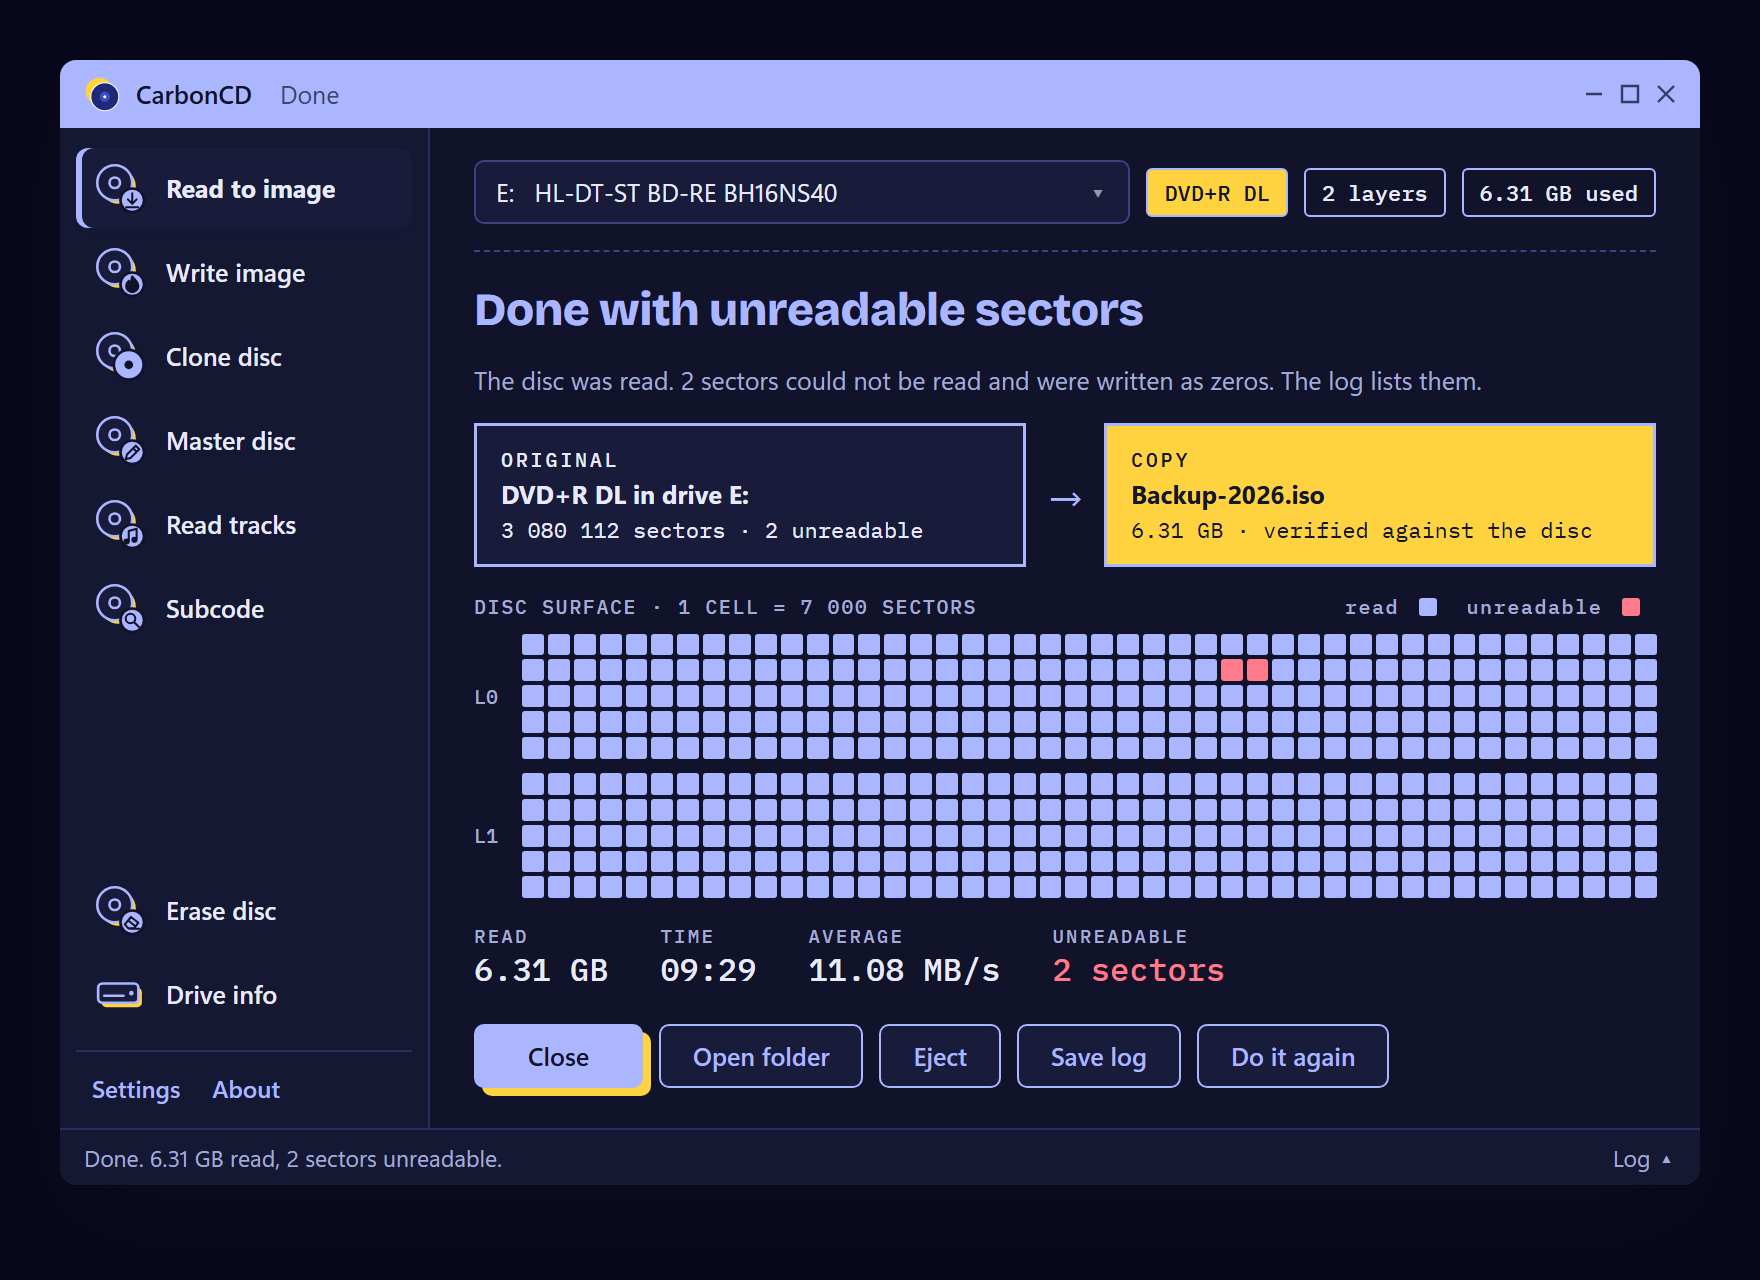 CarbonCD Done
Read to image
Write image
Clone disc
Master disc
Read tracks
Subcode
Erase disc
Drive info
Settings About
E: HL-DT-ST BD-RE BH16NS40
DVD+R DL
2 layers
6.31 GB used
Done with unreadable sectors
The disc was read. 2 sectors could not be read and were written as zeros. The log lists them.
ORIGINAL
DVD+R DL in drive E:
3 080 112 sectors · 2 unreadable
→
COPY
Backup-2026.iso
6.31 GB · verified against the disc
DISC SURFACE · 1 CELL = 7 000 SECTORS
read unreadable
L0
L1
READ
6.31 GB
TIME
09:29
AVERAGE
11.08 MB/s
UNREADABLE
2 sectors
Close
Open folder
Eject
Save log
Do it again
Done. 6.31 GB read, 2 sectors unreadable.
Log ▲